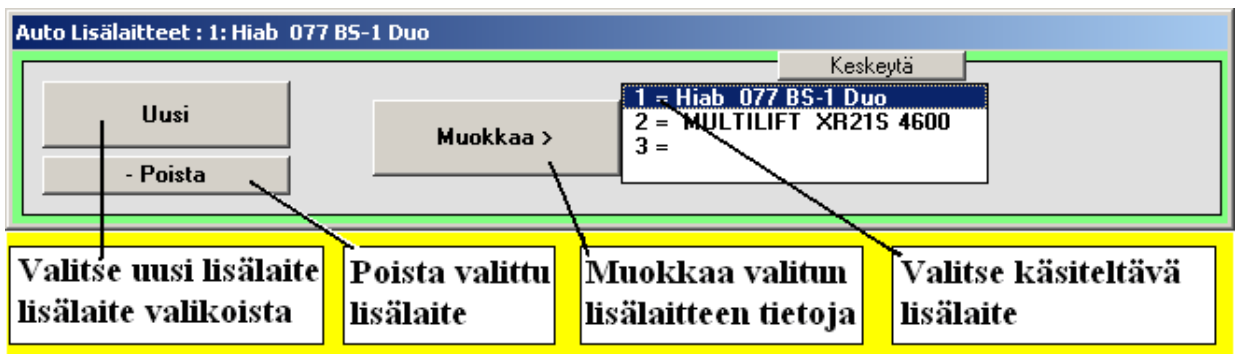 Auto Lisälaitteet : 1: Hiab 077 BS-1 Duo
Keskeytä
Uusi
- Poista
Muokkaa >
1 = Hiab 077 BS-1 Duo
2 = MULTILIFT XR21S 4600
3 =
Valitse uusi lisälaite
lisälaite valikoista
Poista valittu
lisälaite
Muokkaa valitun
lisälaitteen tietoja
Valitse käsiteltävä
lisälaite